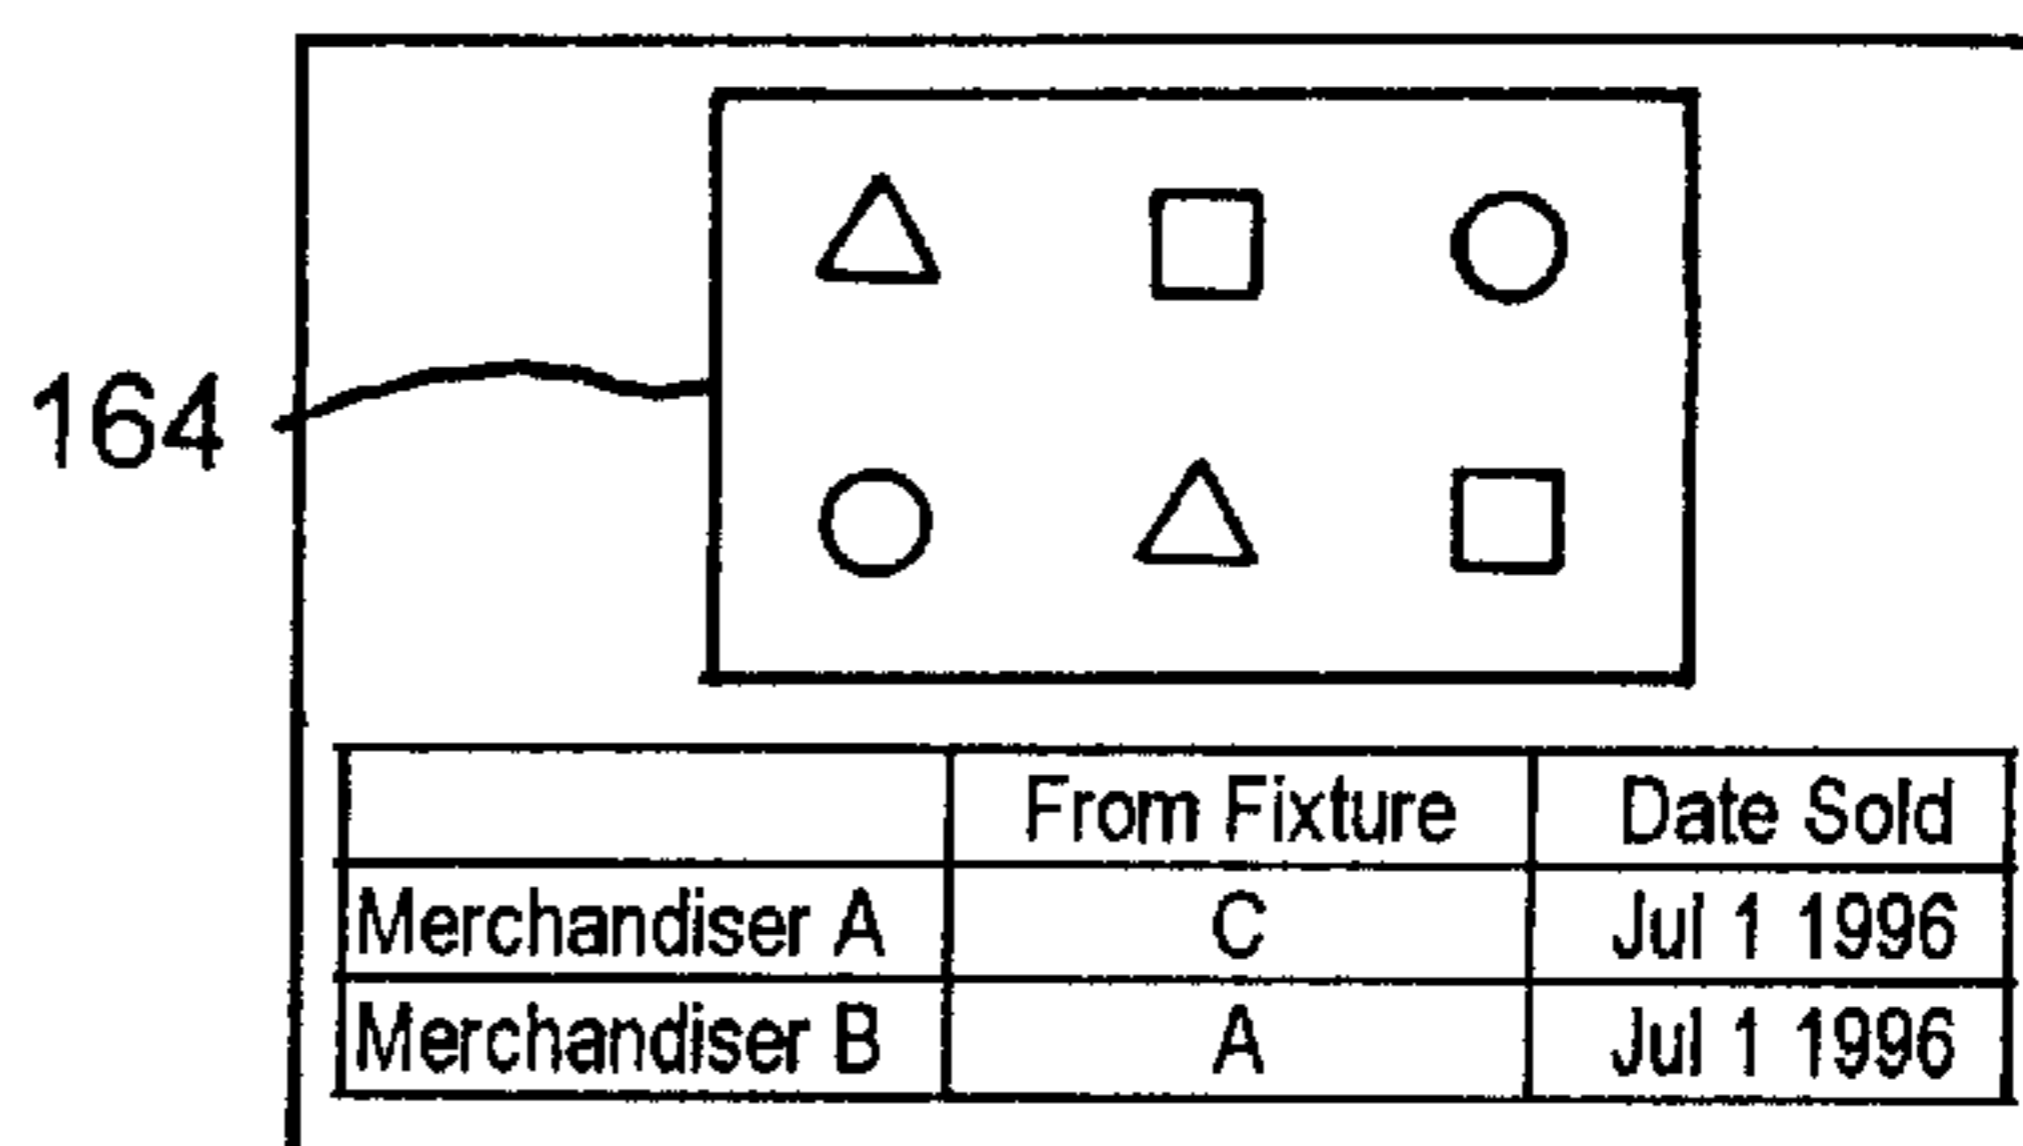 164
From Fixture Date Sold
Merchandiser A C Jul 1 1996
Merchandiser B A Jul 1 1996